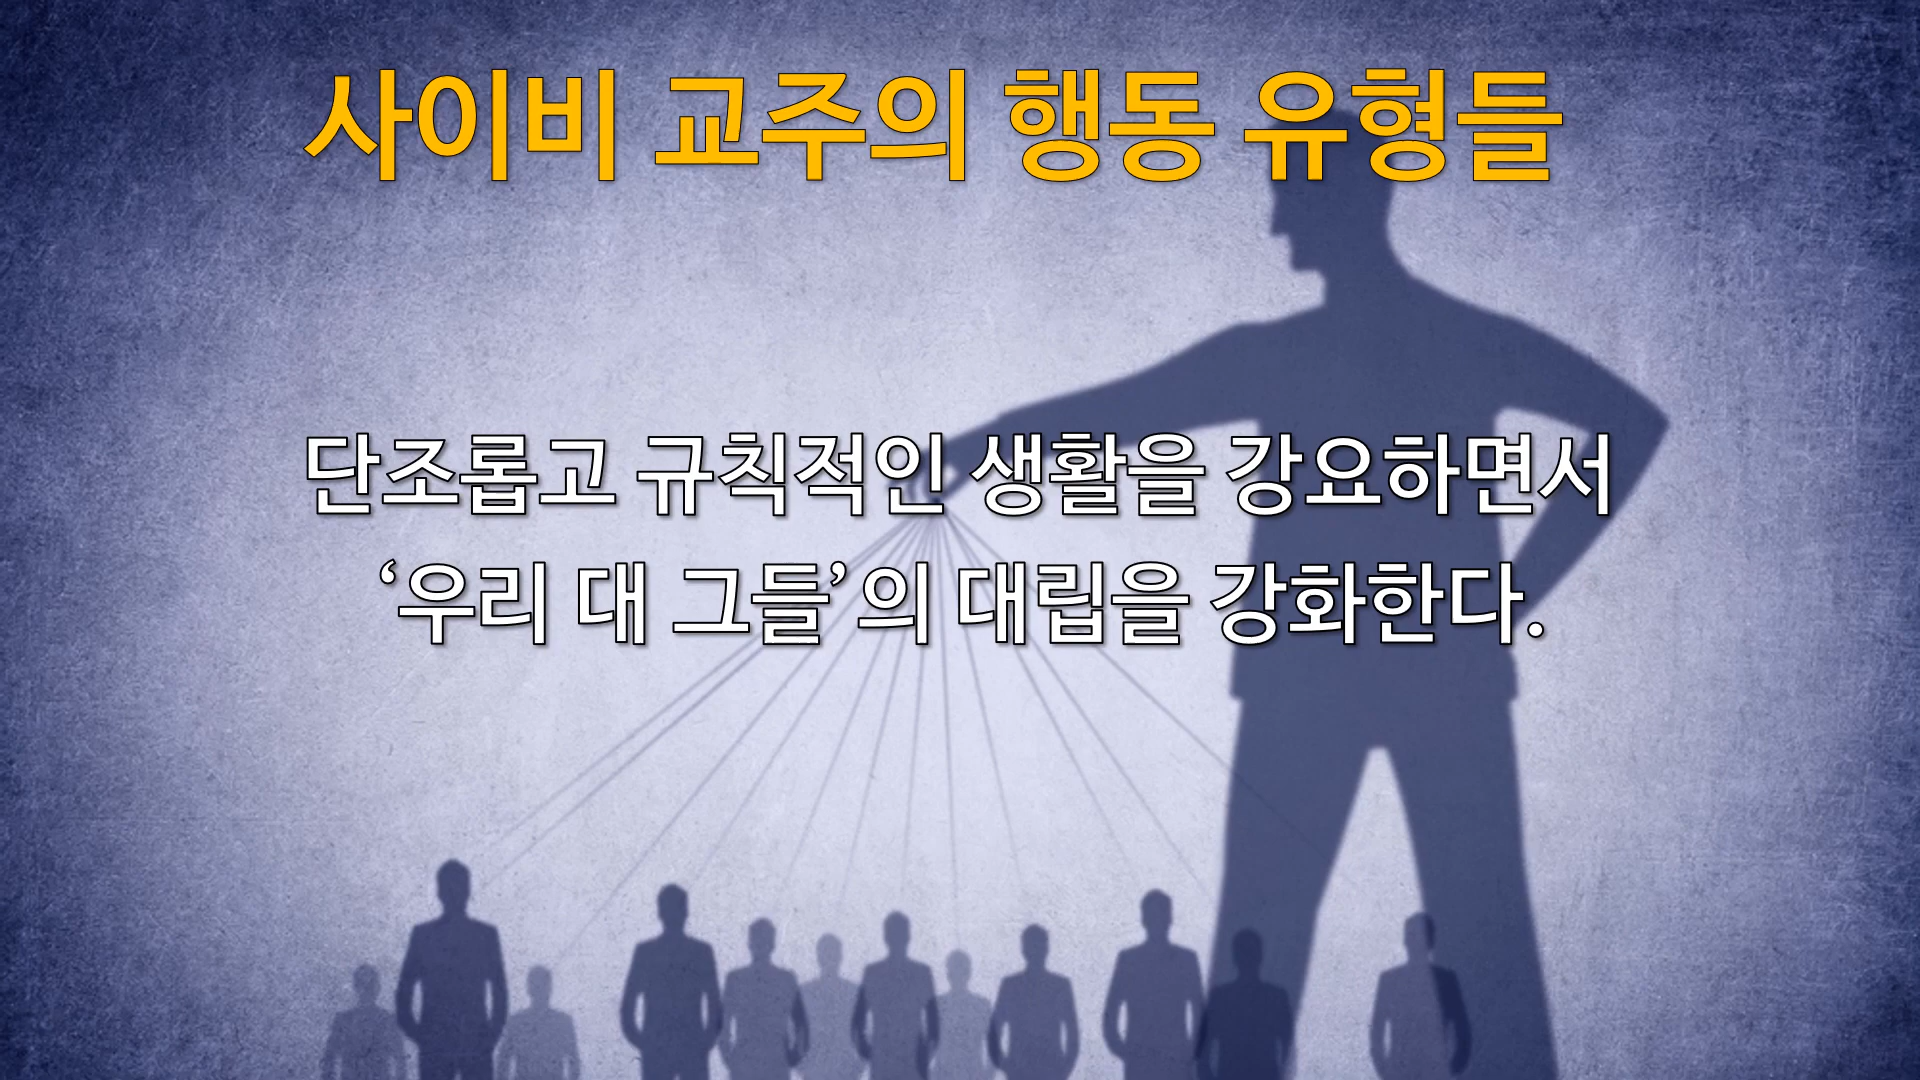 사이비 교주의 행동 유형들
단조롭고 규칙적인 생활을 강요하면서
‘우리 대 그들’의 대립을 강화한다.